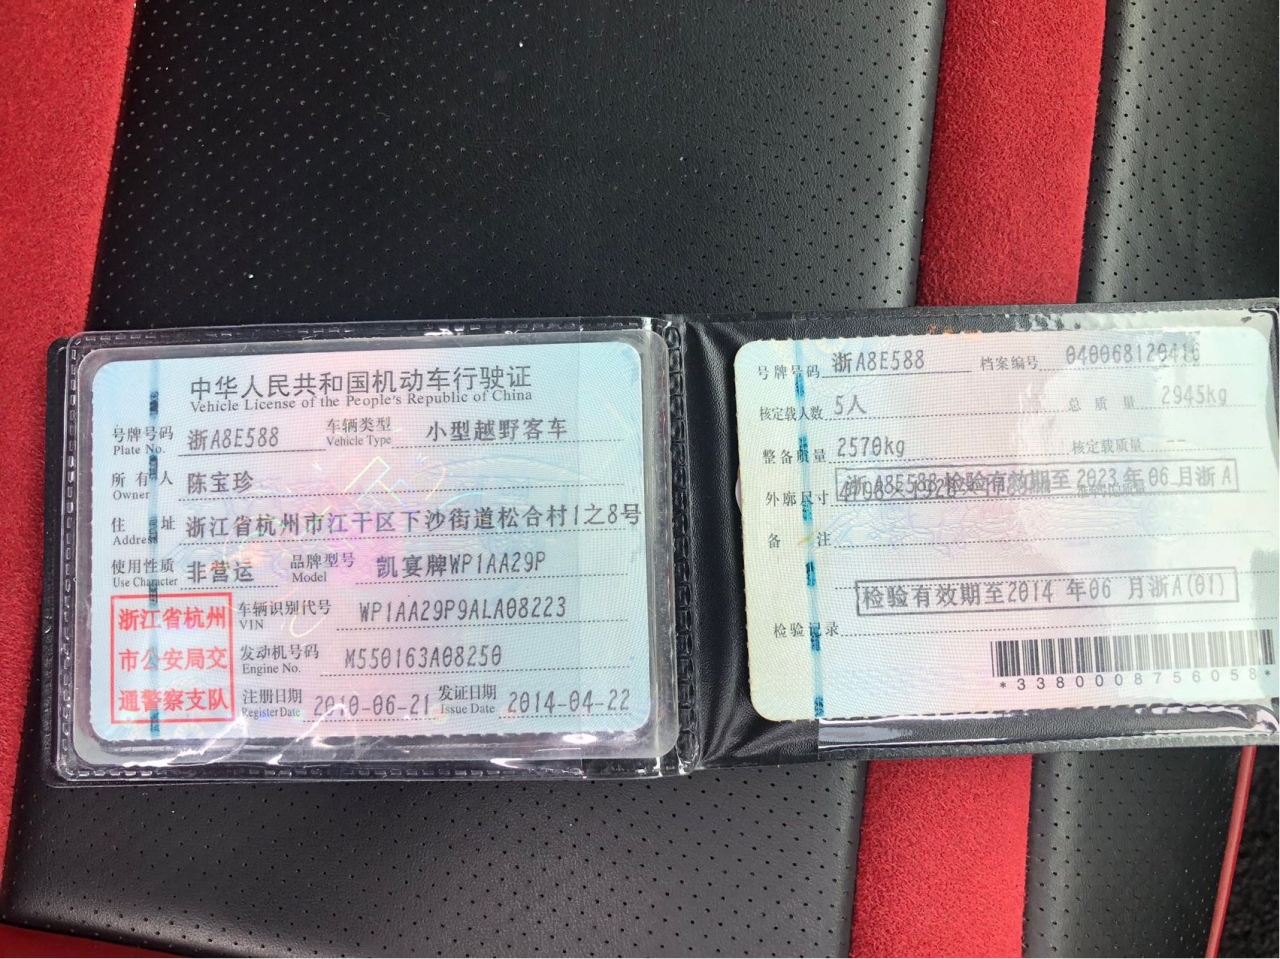 中华人民共和国机动车行驶证
Vehicle License of the People's Republic of China
号牌号码 浙A8E588 车辆类型 小型越野客车
Plate No. Vehicle Type
所有人 陈宝珍
Owner
住址 浙江省杭州市江干区下沙街道松合村1之8号
Address
使用性质 非营运 品牌型号 凯宴牌WP1AA29P
Use Character Model
浙江省杭州
市公安局交
通警察支队
车辆识别代号 WP1AA29P9ALA08223
VIN
发动机号码 M550163A08250
Engine No.
注册日期 2010-06-21 发证日期 2014-04-22
Register Date Issue Date
号牌号码 浙A8E588 档案编号 040068120416
核定载人数 5人 总质量 2945kg
整备质量 2570kg 核定载质量 --
外廓尺寸
浙A8E588检验有效期至 2023 年 06 月浙 A
备注
检验有效期至2014 年06 月浙A(01)
检验记录
*3380008756058*